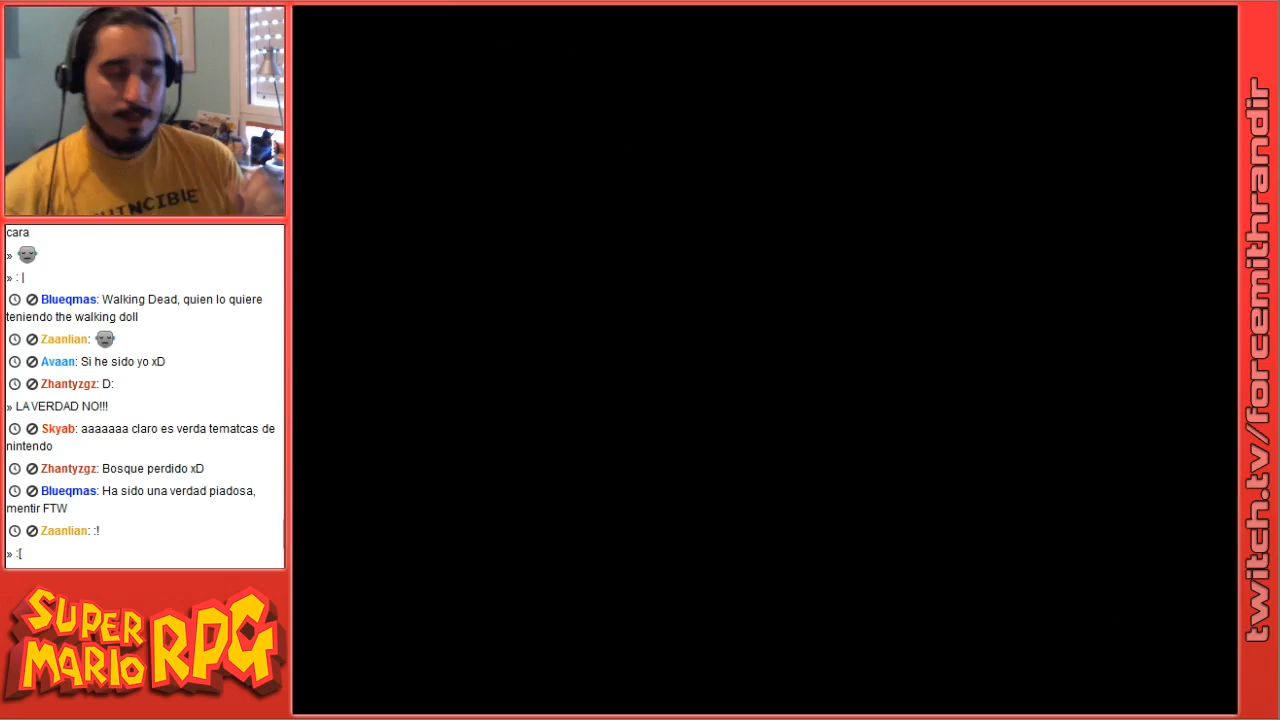 INVINCIBLE
cara
»
» : |
Blueqmas: Walking Dead, quien lo quiere
teniendo the walking doll
Zaanlian:
Avaan: Si he sido yo xD
Zhantyzgz: D:
» LA VERDAD NO!!!
Skyab: aaaaaaa claro es verda tematcas de
nintendo
Zhantyzgz: Bosque perdido xD
Blueqmas: Ha sido una verdad piadosa,
mentir FTW
Zaanlian: :!
» :[
SUPER
MARIO RPG
twitch.tv/forcemithrandir